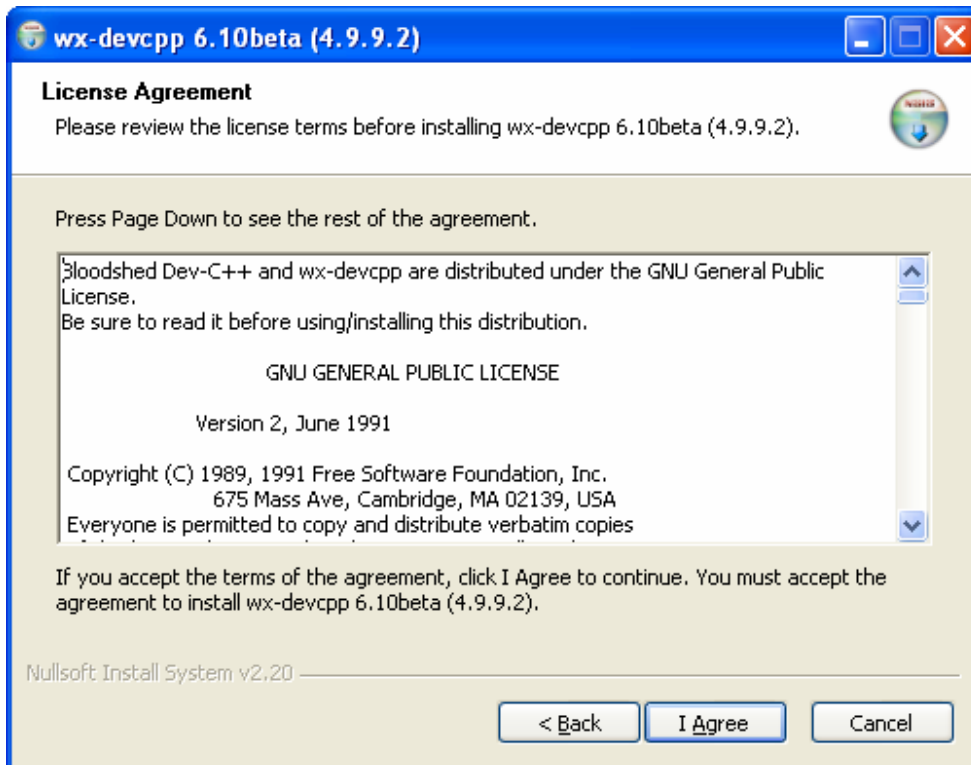 wx-devcpp 6.10beta (4.9.9.2)
License Agreement
Please review the license terms before installing wx-devcpp 6.10beta (4.9.9.2).
Press Page Down to see the rest of the agreement.
Bloodshed Dev-C++ and wx-devcpp are distributed under the GNU General Public
License.
Be sure to read it before using/installing this distribution.
GNU GENERAL PUBLIC LICENSE
Version 2, June 1991
Copyright (C) 1989, 1991 Free Software Foundation, Inc.
675 Mass Ave, Cambridge, MA 02139, USA
Everyone is permitted to copy and distribute verbatim copies
If you accept the terms of the agreement, click I Agree to continue. You must accept the
agreement to install wx-devcpp 6.10beta (4.9.9.2).
Nullsoft Install System v2.20
< Back
I Agree
Cancel